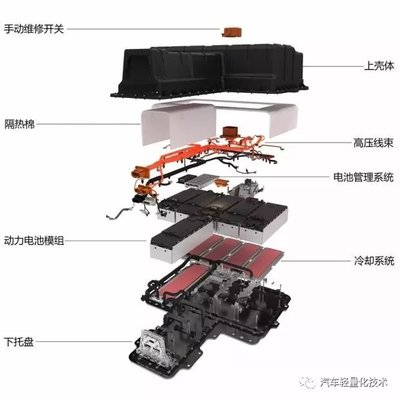 手动维修开关
上壳体
隔热棉
高压线束
电池管理系统
动力电池模组
冷却系统
下托盘
汽车轻量化技术